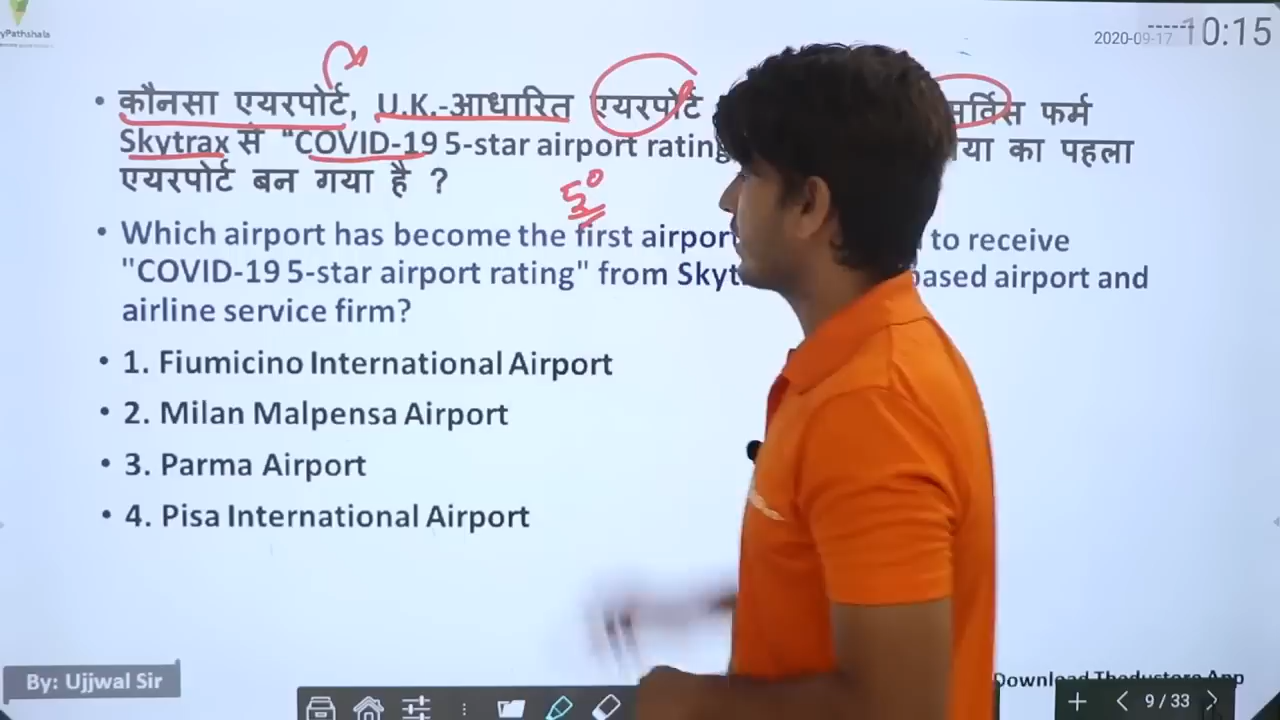 yPathshala
2020-09-17 10:15
• कौनसा एयरपोर्ट, U.K.-आधारित एयरपोर्ट सर्विस फर्म
Skytrax से "COVID-19 5-star airport rating का पहला
एयरपोर्ट बन गया है ?
5⁰
• Which airport has become the first airport to receive
"COVID-19 5-star airport rating" from based airport and
airline service firm?
• 1. Fiumicino International Airport
• 2. Milan Malpensa Airport
• 3. Parma Airport
• 4. Pisa International Airport
By: Ujjwal Sir
Download App
9 / 33